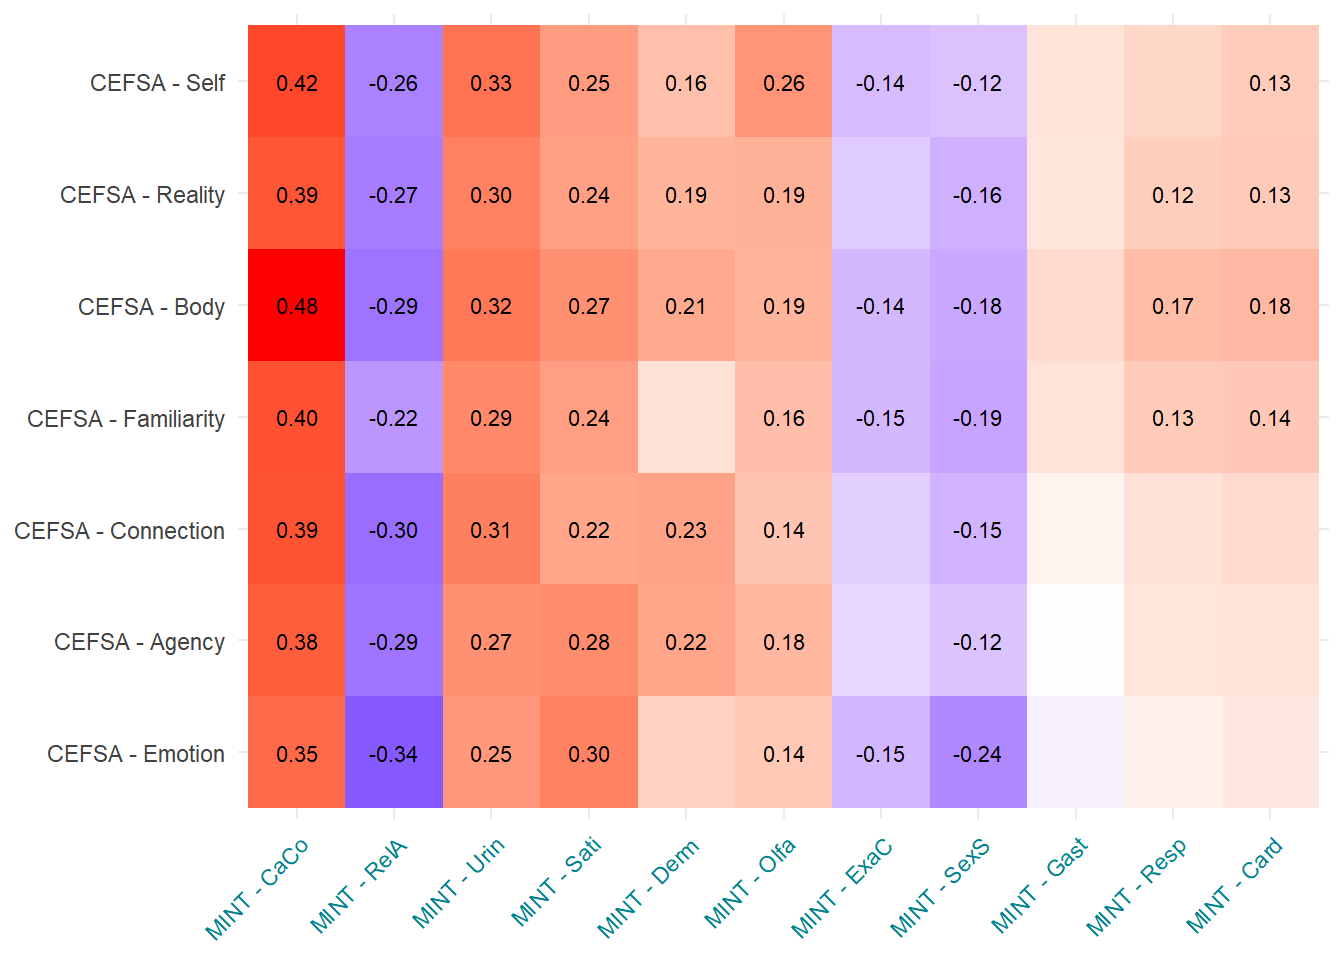 CEFSA - Self 0.42 -0.26 0.33 0.25 0.16 0.26 -0.14 -0.12 0.13
CEFSA - Reality 0.39 -0.27 0.30 0.24 0.19 0.19 -0.16 0.12 0.13
CEFSA - Body 0.48 -0.29 0.32 0.27 0.21 0.19 -0.14 -0.18 0.17 0.18
CEFSA - Familiarity 0.40 -0.22 0.29 0.24 0.16 -0.15 -0.19 0.13 0.14
CEFSA - Connection 0.39 -0.30 0.31 0.22 0.23 0.14 -0.15
CEFSA - Agency 0.38 -0.29 0.27 0.28 0.22 0.18 -0.12
CEFSA - Emotion 0.35 -0.34 0.25 0.30 0.14 -0.15 -0.24
MINT - CaCo
MINT - RelA
MINT - Urin
MINT - Sati
MINT - Derm
MINT - Olfa
MINT - ExaC
MINT - SexS
MINT - Gast
MINT - Resp
MINT - Card